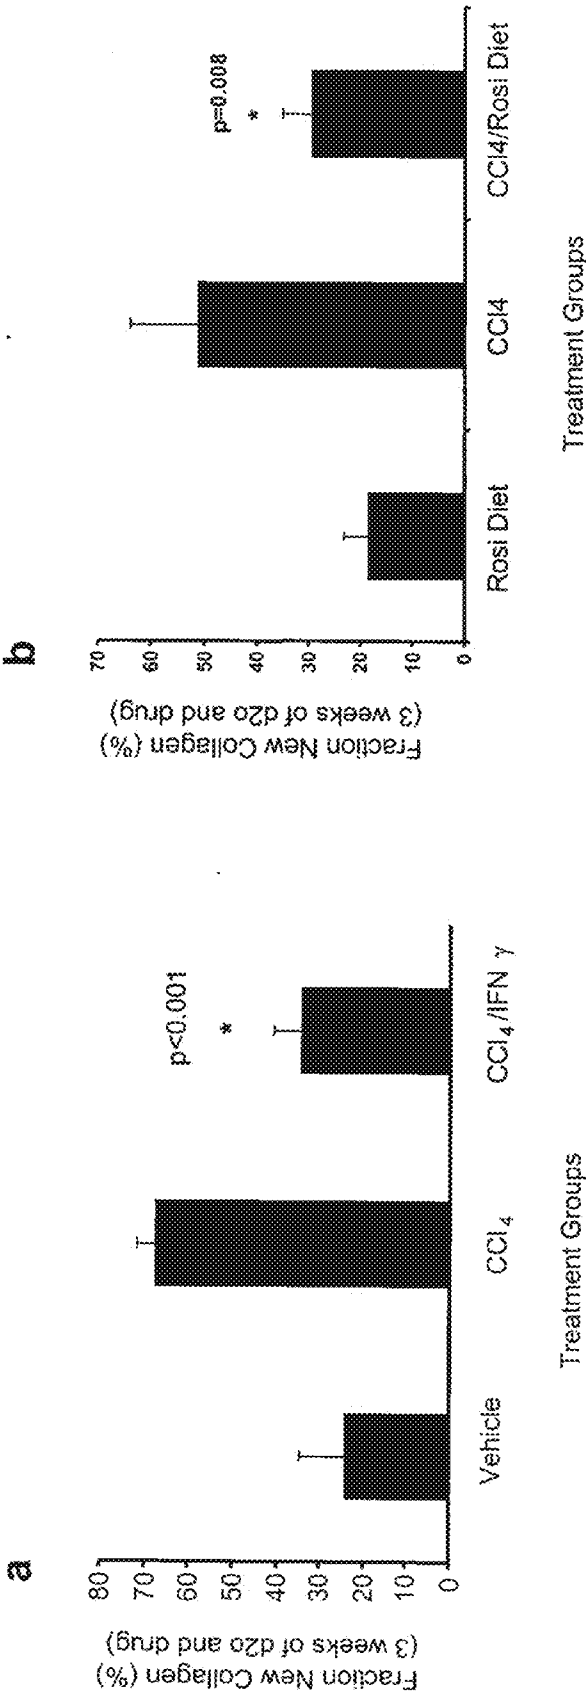 a
Fraction New Collagen (%)
(3 weeks of d2o and drug)
80
70
60
50
40
30
20
10
0
p<0.001
*
Vehicle
CCl₄
CCl₄/IFN γ
Treatment Groups
b
Fraction New Collagen (%)
(3 weeks of d2o and drug)
70
60
50
40
30
20
10
0
p=0.008
*
Rosi Diet
CCl4
CCl4/Rosi Diet
Treatment Groups